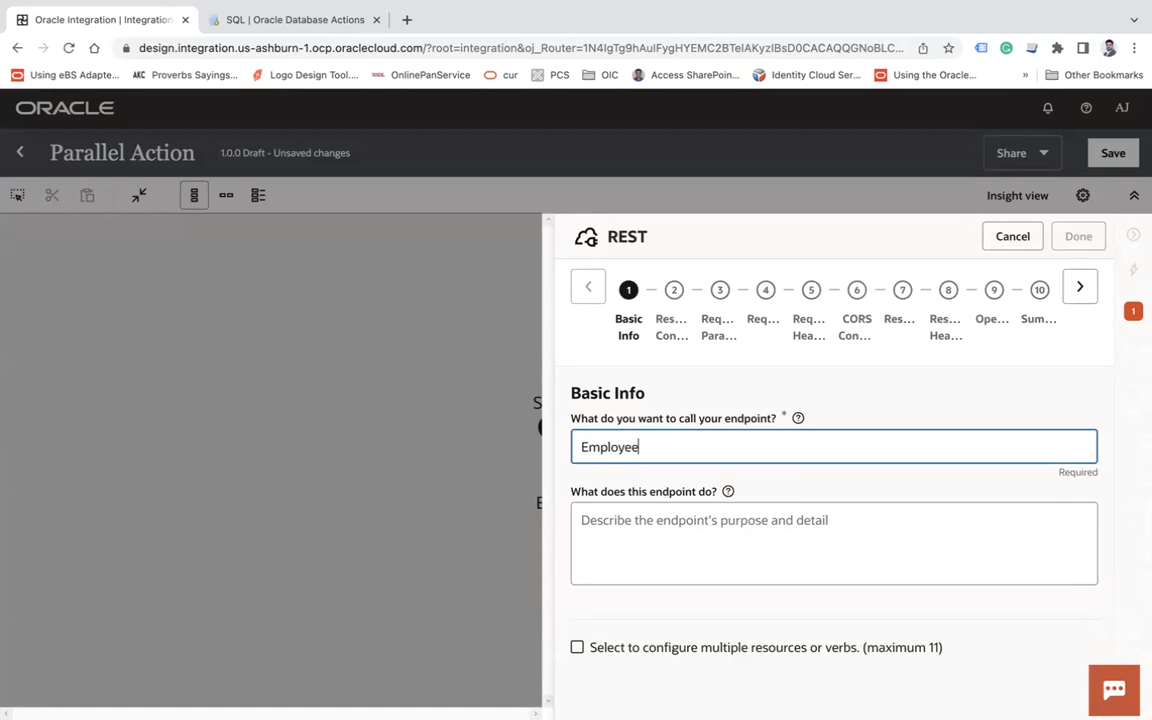 Oracle Integration | Integration
SQL | Oracle Database Actions
design.integration.us-ashburn-1.ocp.oraclecloud.com/?root=integration&oj_Router=1N4IgTg9hAuIFygHYEMC2BTeIAKyzIBsD0CACAQQGNoBLC...
Using eBS Adapte... AKC Proverbs Sayings... Logo Design Tool.... OnlinePanService cur PCS OIC Access SharePoin... Identity Cloud Ser... Using the Oracle... » Other Bookmarks
ORACLE AJ
Parallel Action 1.0.0 Draft - Unsaved changes Share Save
Insight view
REST Cancel Done
1 2 3 4 5 6 7 8 9 10
Basic Res... Req... Req... Req... CORS Res... Res... Ope... Sum...
Info Con... Para... Hea... Con... Hea...
1
Basic Info
What do you want to call your endpoint? *
Employee
Required
What does this endpoint do?
Describe the endpoint's purpose and detail
Select to configure multiple resources or verbs. (maximum 11)